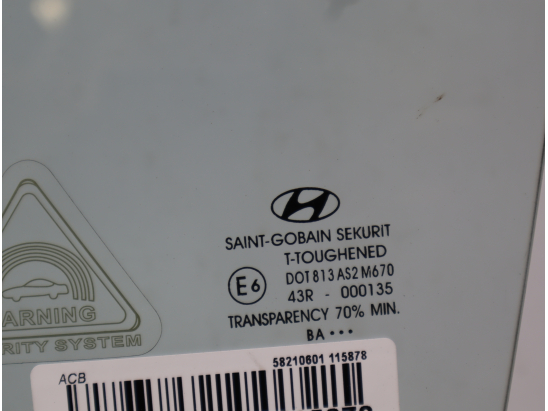 SAINT-GOBAIN SEKURIT
T-TOUGHENED
E6
DOT 813 AS2 M670
43R - 000135
TRANSPARENCY 70% MIN.
BA •••
ARNING
RITY SYSTEM
58210601 115878
ACB